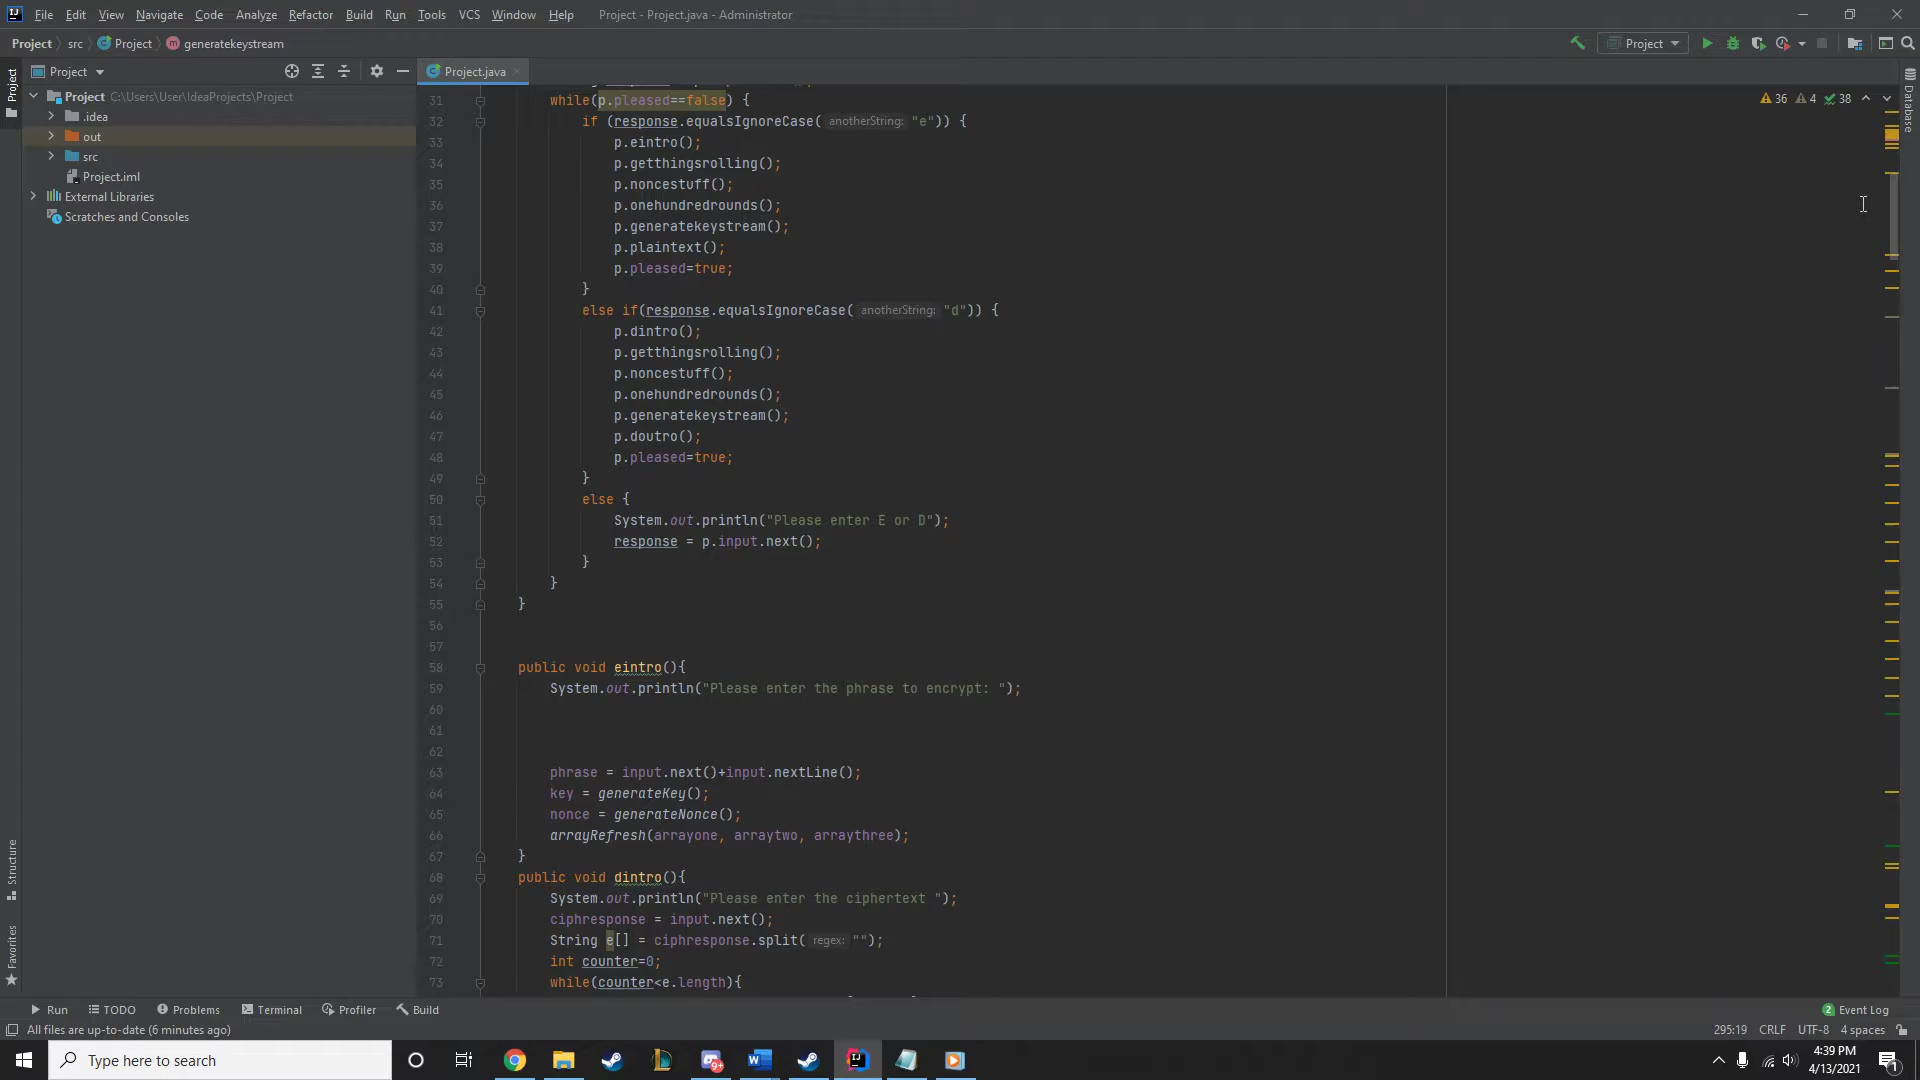 File Edit View Navigate Code Analyze Refactor Build Run Tools VCS Window Help Project - Project.java - Administrator
Project src Project m generatekeystream
Project
Project
Project.java
Project C:\Users\User\IdeaProjects\Project
.idea
out
src
Project.iml
External Libraries
Scratches and Consoles
Project
Structure
Favorites
Database
36 4 38
31 while(p.pleased==false) {
32 if (response.equalsIgnoreCase( anotherString: "e")) {
33 p.eintro();
34 p.getthingsrolling();
35 p.noncestuff();
36 p.onehundredrounds();
37 p.generatekeystream();
38 p.plaintext();
39 p.pleased=true;
40 }
41 else if(response.equalsIgnoreCase( anotherString: "d")) {
42 p.dintro();
43 p.getthingsrolling();
44 p.noncestuff();
45 p.onehundredrounds();
46 p.generatekeystream();
47 p.doutro();
48 p.pleased=true;
49 }
50 else {
51 System.out.println("Please enter E or D");
52 response = p.input.next();
53 }
54 }
55 }
56
57
58 public void eintro(){
59 System.out.println("Please enter the phrase to encrypt: ");
60
61
62
63 phrase = input.next()+input.nextLine();
64 key = generateKey();
65 nonce = generateNonce();
66 arrayRefresh(arrayone, arraytwo, arraythree);
67 }
68 public void dintro(){
69 System.out.println("Please enter the ciphertext ");
70 ciphresponse = input.next();
71 String e[] = ciphresponse.split( regex: "");
72 int counter=0;
73 while(counter<e.length){
Run TODO Problems Terminal Profiler Build 2 Event Log
All files are up-to-date (6 minutes ago) 295:19 CRLF UTF-8 4 spaces
Type here to search
4:39 PM
4/13/2021